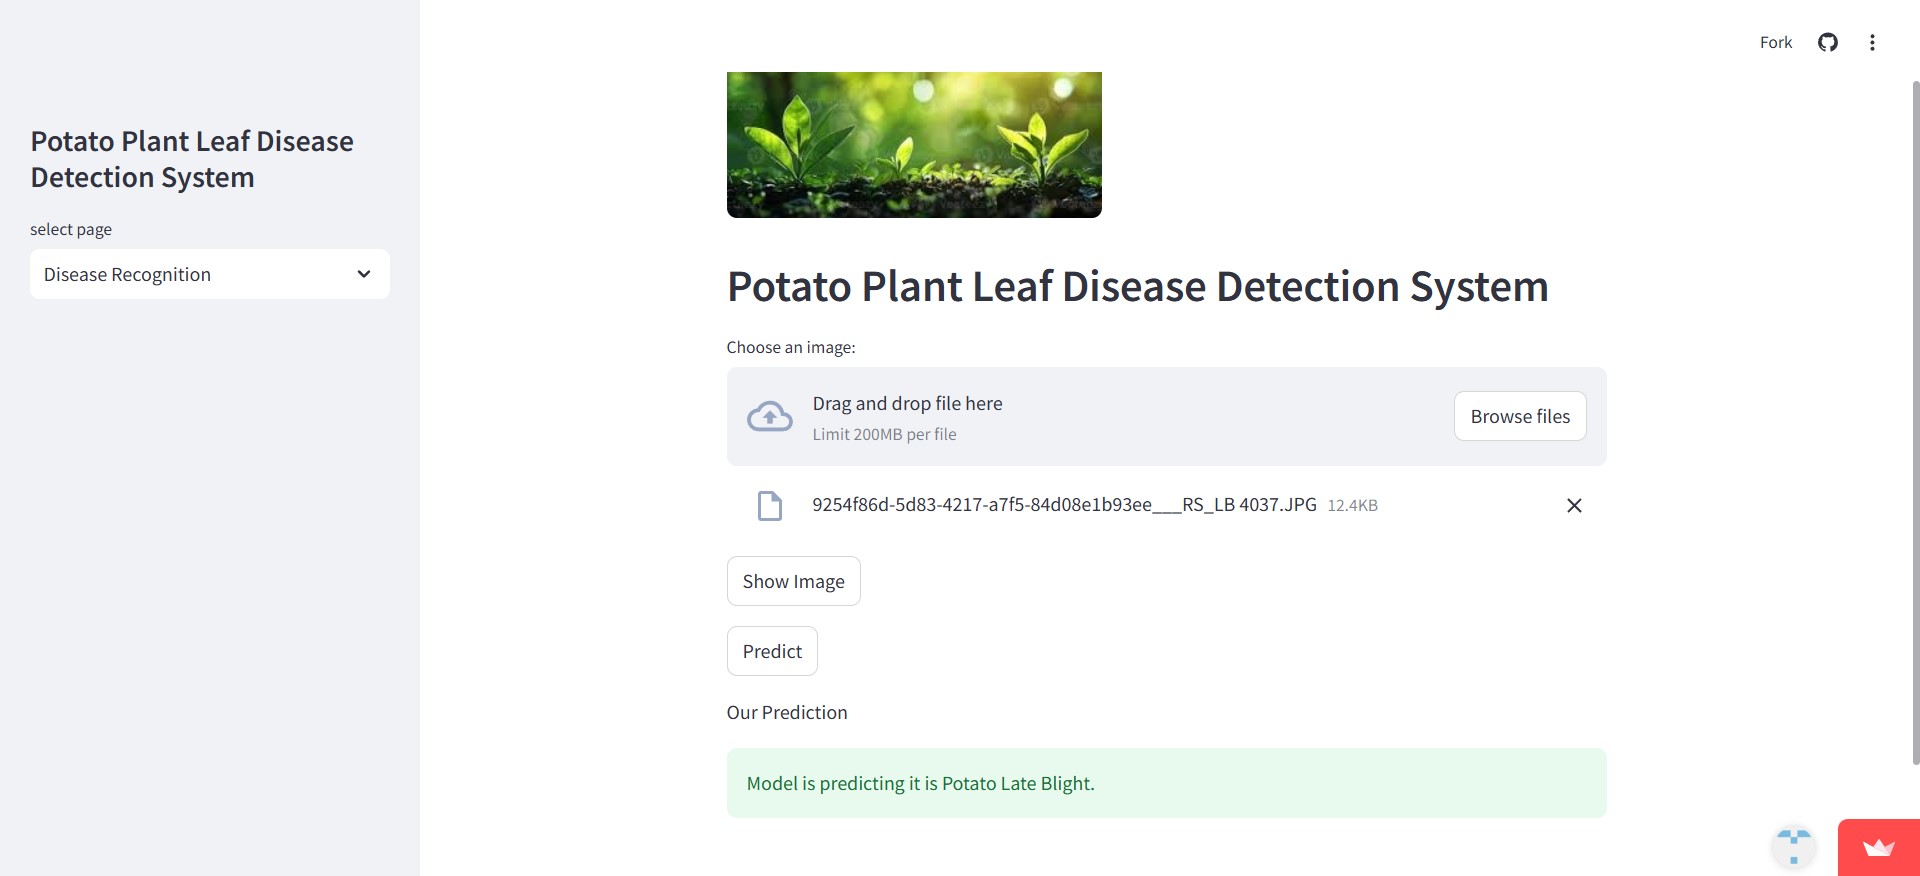 Fork
Potato Plant Leaf Disease
Detection System
select page
Disease Recognition
Potato Plant Leaf Disease Detection System
Choose an image:
Drag and drop file here
Limit 200MB per file
Browse files
9254f86d-5d83-4217-a7f5-84d08e1b93ee___RS_LB 4037.JPG 12.4KB
Show Image
Predict
Our Prediction
Model is predicting it is Potato Late Blight.